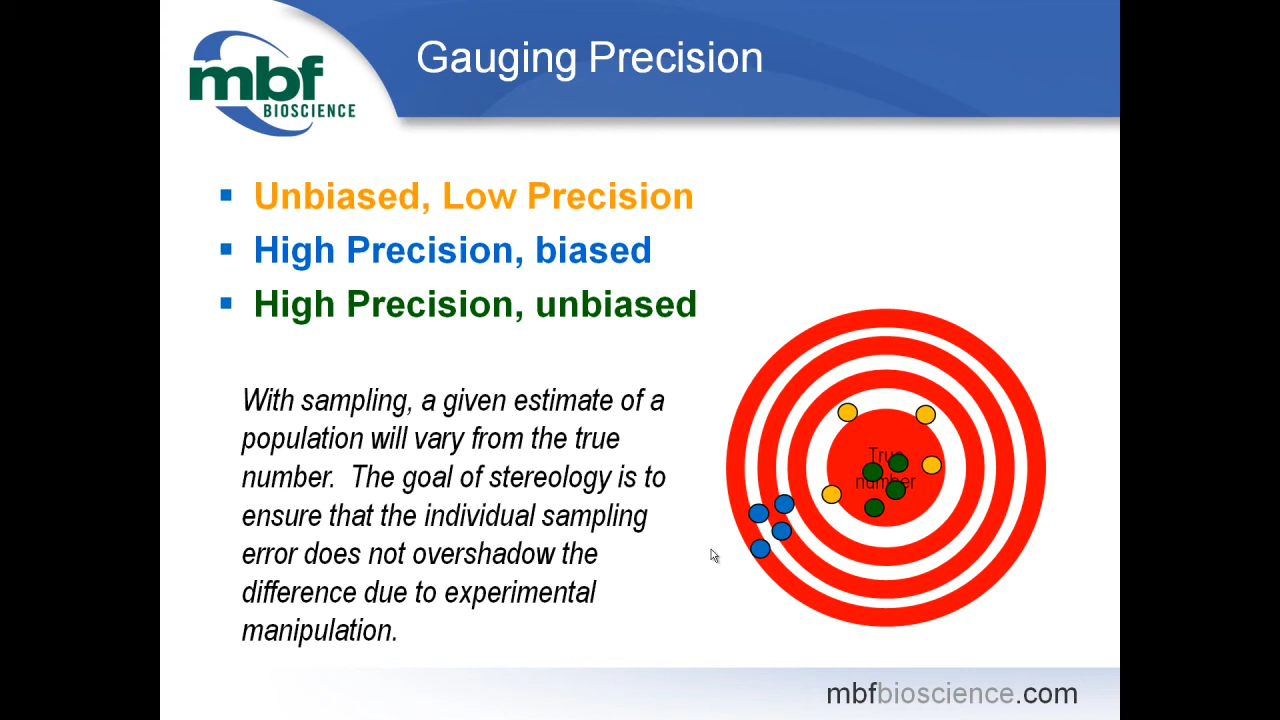 mbf
BIOSCIENCE
Gauging Precision
Unbiased, Low Precision
High Precision, biased
High Precision, unbiased
With sampling, a given estimate of a
population will vary from the true
number. The goal of stereology is to
ensure that the individual sampling
error does not overshadow the
difference due to experimental
manipulation.
True
number
mbfbioscience.com